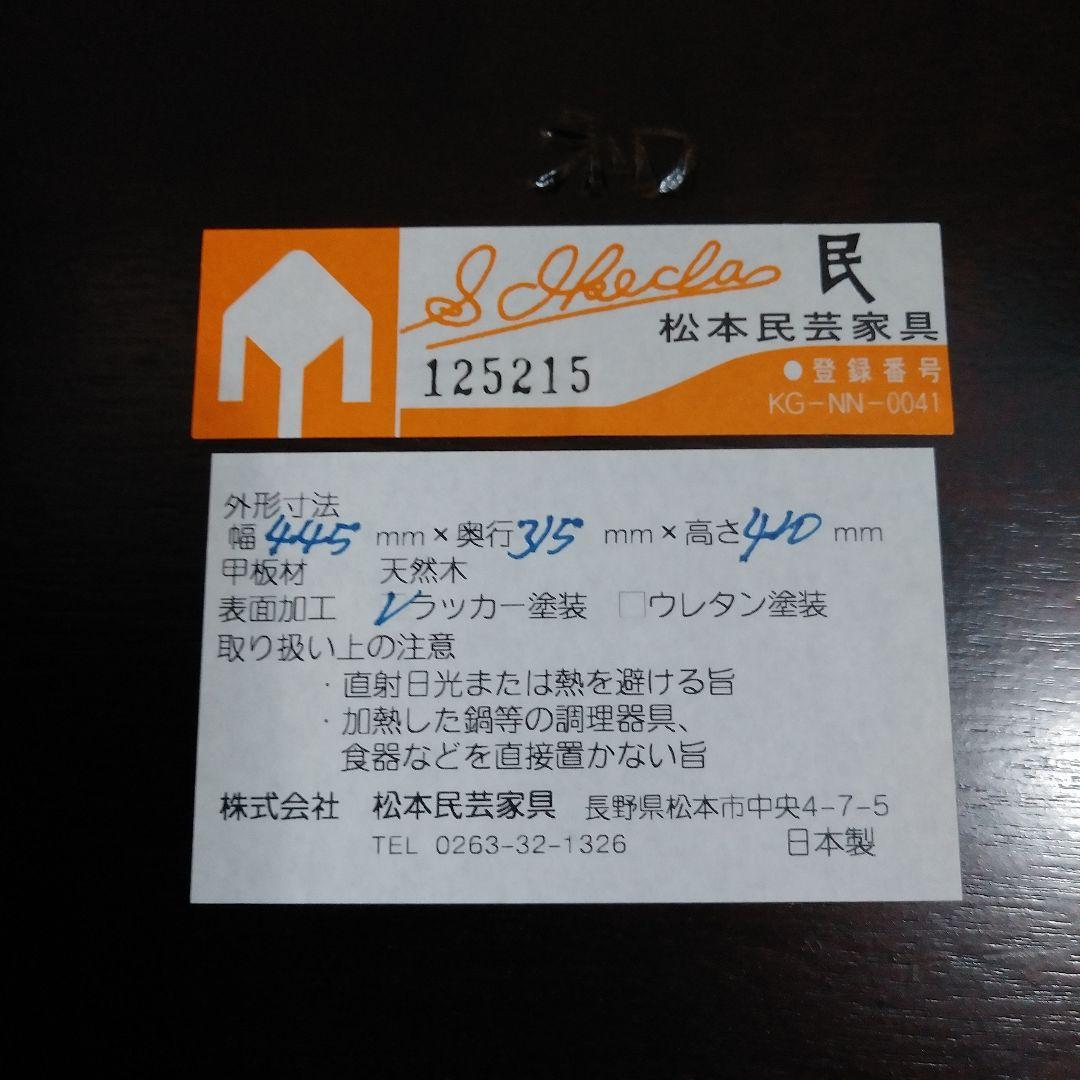 和
S Ikeda
民
松本民芸家具
125215
●登録番号
KG-NN-0041
外形寸法
幅445 mm×奥行315 mm×高さ410 mm
甲板材 天然木
表面加工 ☑ラッカー塗装 □ウレタン塗装
取り扱い上の注意
・直射日光または熱を避ける旨
・加熱した鍋等の調理器具、
食器などを直接置かない旨
株式会社 松本民芸家具 長野県松本市中央4-7-5
TEL 0263-32-1326 日本製